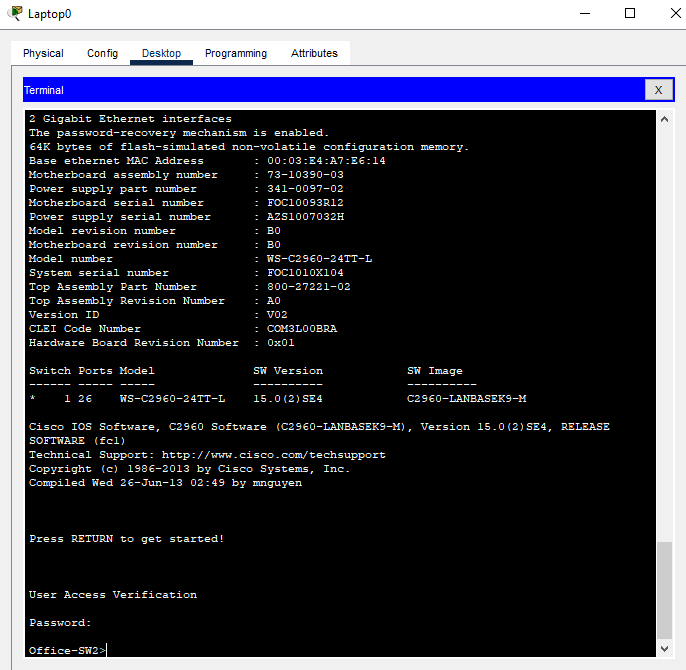 Laptop0
Physical Config Desktop Programming Attributes
Terminal X
2 Gigabit Ethernet interfaces
The password-recovery mechanism is enabled.
64K bytes of flash-simulated non-volatile configuration memory.
Base ethernet MAC Address : 00:03:E4:A7:E6:14
Motherboard assembly number : 73-10390-03
Power supply part number : 341-0097-02
Motherboard serial number : FOC10093R12
Power supply serial number : AZS1007032H
Model revision number : B0
Motherboard revision number : B0
Model number : WS-C2960-24TT-L
System serial number : FOC1010X104
Top Assembly Part Number : 800-27221-02
Top Assembly Revision Number : A0
Version ID : V02
CLEI Code Number : COM3L00BRA
Hardware Board Revision Number : 0x01
Switch Ports Model SW Version SW Image
------ ----- ----- ---------- ----------
* 1 26 WS-C2960-24TT-L 15.0(2)SE4 C2960-LANBASEK9-M
Cisco IOS Software, C2960 Software (C2960-LANBASEK9-M), Version 15.0(2)SE4, RELEASE
SOFTWARE (fc1)
Technical Support: http://www.cisco.com/techsupport
Copyright (c) 1986-2013 by Cisco Systems, Inc.
Compiled Wed 26-Jun-13 02:49 by mnguyen
Press RETURN to get started!
User Access Verification
Password:
Office-SW2>